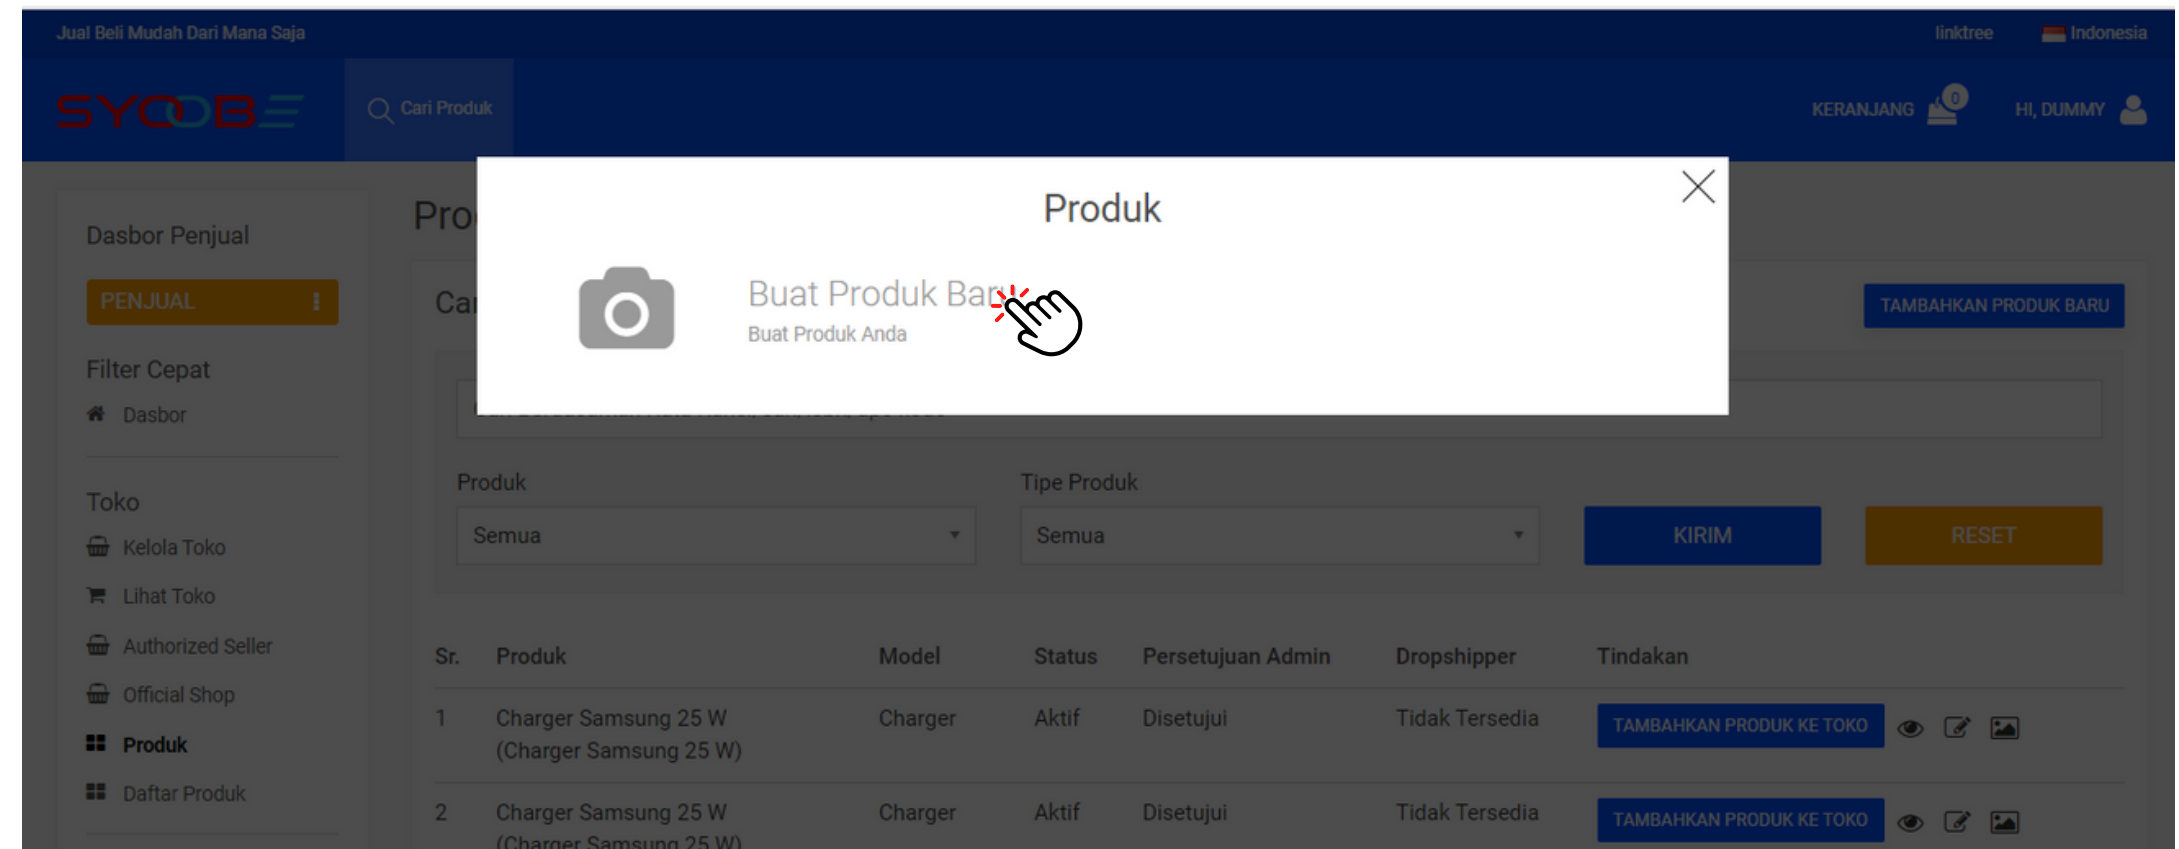 Jual Beli Mudah Dari Mana Saja
linktree
Indonesia
SYOOBE
Cari Produk
KERANJANG
0
HI, DUMMY
Produk
Buat Produk Baru
Buat Produk Anda
TAMBAHKAN PRODUK BARU
Dasbor Penjual
PENJUAL
Filter Cepat
Dasbor
Toko
Kelola Toko
Lihat Toko
Authorized Seller
Official Shop
Produk
Daftar Produk
Produk
Semua
Tipe Produk
Semua
KIRIM
RESET
Sr. Produk Model Status Persetujuan Admin Dropshipper Tindakan
1 Charger Samsung 25 W Charger Aktif Disetujui Tidak Tersedia TAMBAHKAN PRODUK KE TOKO
(Charger Samsung 25 W)
2 Charger Samsung 25 W Charger Aktif Disetujui Tidak Tersedia TAMBAHKAN PRODUK KE TOKO
(Charger Samsung 25 W)